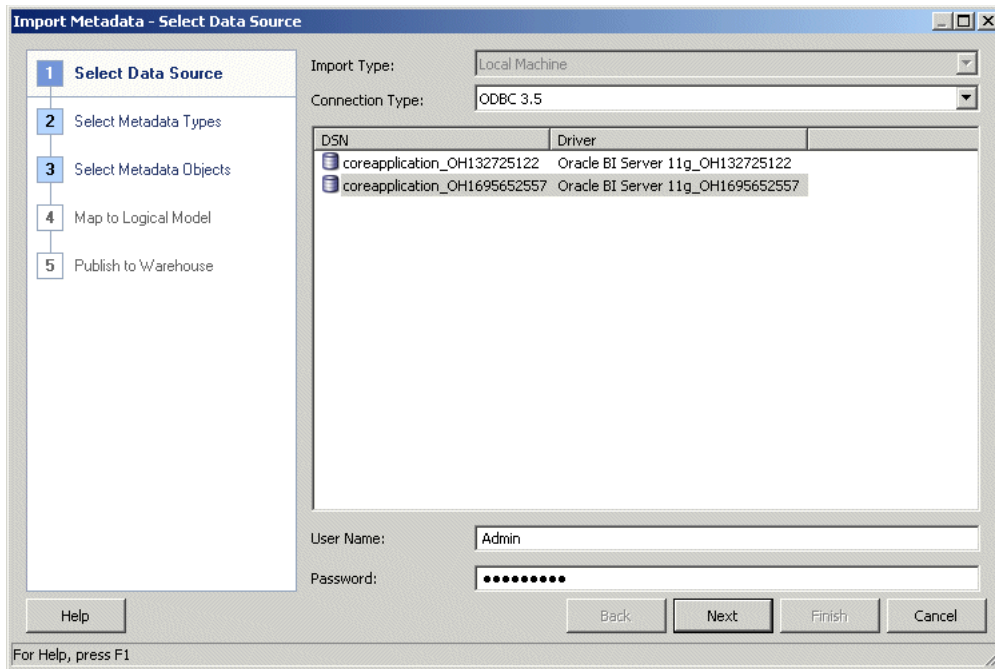 Import Metadata - Select Data Source
1 Select Data Source
2 Select Metadata Types
3 Select Metadata Objects
4 Map to Logical Model
5 Publish to Warehouse
Import Type: Local Machine
Connection Type: ODBC 3.5
DSN Driver
coreapplication_OH132725122 Oracle BI Server 11g_OH132725122
coreapplication_OH1695652557 Oracle BI Server 11g_OH1695652557
User Name: Admin
Password: ●●●●●●●●●
Help Back Next Finish Cancel
For Help, press F1